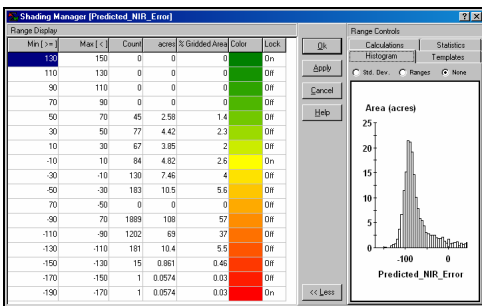 Shading Manager [Predicted_NIR_Error]
Range Display
Min [ >= ] Max [ < ] Count acres % Gridded Area Color Lock
130 150 0 0 0 On
110 130 0 0 0 Off
90 110 0 0 0 Off
70 90 0 0 0 Off
50 70 45 2.58 1.4 Off
30 50 77 4.42 2.3 Off
10 30 67 3.85 2 Off
-10 10 84 4.82 2.6 On
-30 -10 130 7.46 4 Off
-50 -30 183 10.5 5.6 Off
70 -50 0 0 0 Off
-90 70 1889 108 57 Off
-110 -90 1202 69 37 Off
-130 -110 181 10.4 5.5 Off
-150 -130 15 0.861 0.46 Off
-170 -150 1 0.0574 0.03 Off
-190 -170 1 0.0574 0.03 On
Ok
Apply
Cancel
Help
<< Less
Range Controls
Calculations Statistics
Histogram Templates
Std. Dev. Ranges None
Area (acres)
25
20
15
10
5
0
-100 0
Predicted_NIR_Error